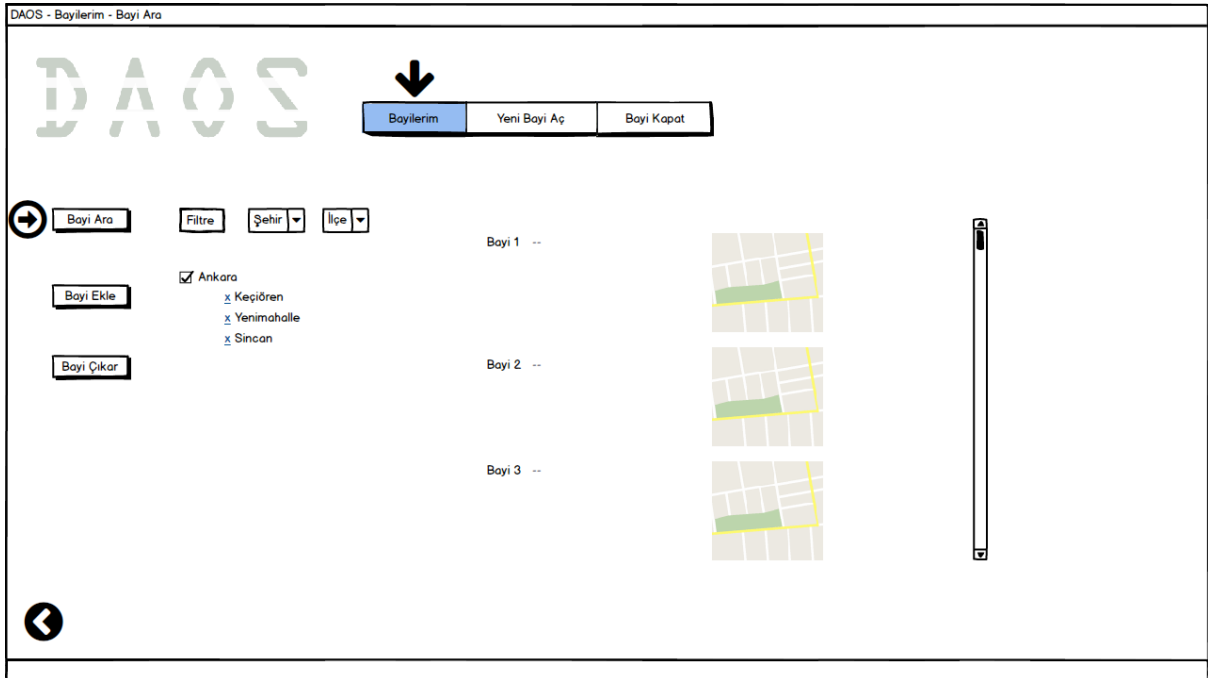 DAOS - Bayilerim - Bayi Ara
DAOS
Bayilerim
Yeni Bayi Aç
Bayi Kapat
Bayi Ara
Filtre
Şehir
İlçe
Bayi 1 --
Ankara
x Keçiören
Bayi Ekle
x Yenimahalle
x Sincan
Bayi Çıkar
Bayi 2 --
Bayi 3 --